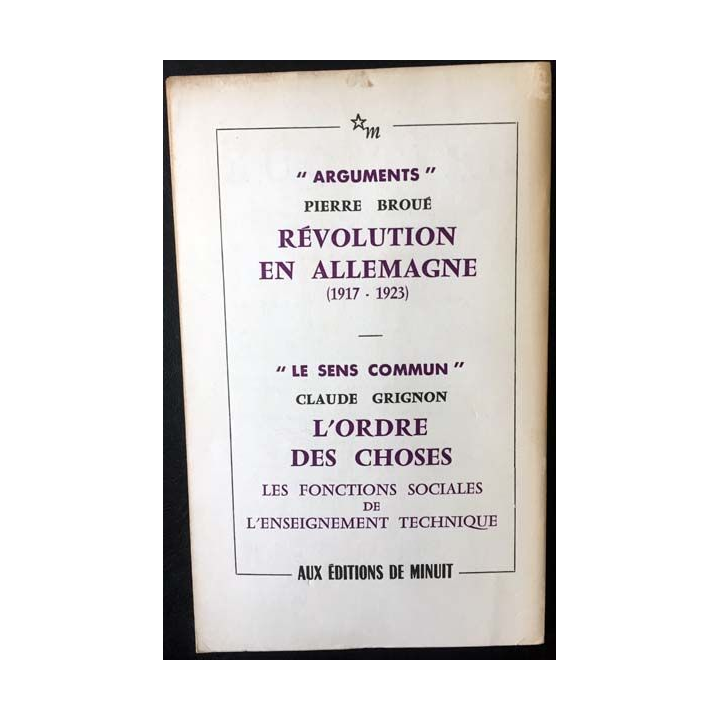 m
" ARGUMENTS "
PIERRE BROUÉ
RÉVOLUTION
EN ALLEMAGNE
(1917 - 1923)
" LE SENS COMMUN "
CLAUDE GRIGNON
L'ORDRE
DES CHOSES
LES FONCTIONS SOCIALES
DE
L'ENSEIGNEMENT TECHNIQUE
AUX ÉDITIONS DE MINUIT